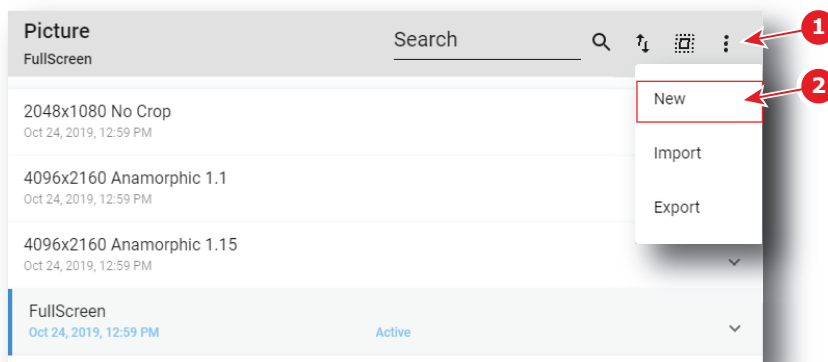 Picture
FullScreen
Search
1
2
New
Import
Export
2048x1080 No Crop
Oct 24, 2019, 12:59 PM
4096x2160 Anamorphic 1.1
Oct 24, 2019, 12:59 PM
4096x2160 Anamorphic 1.15
Oct 24, 2019, 12:59 PM
FullScreen
Oct 24, 2019, 12:59 PM Active